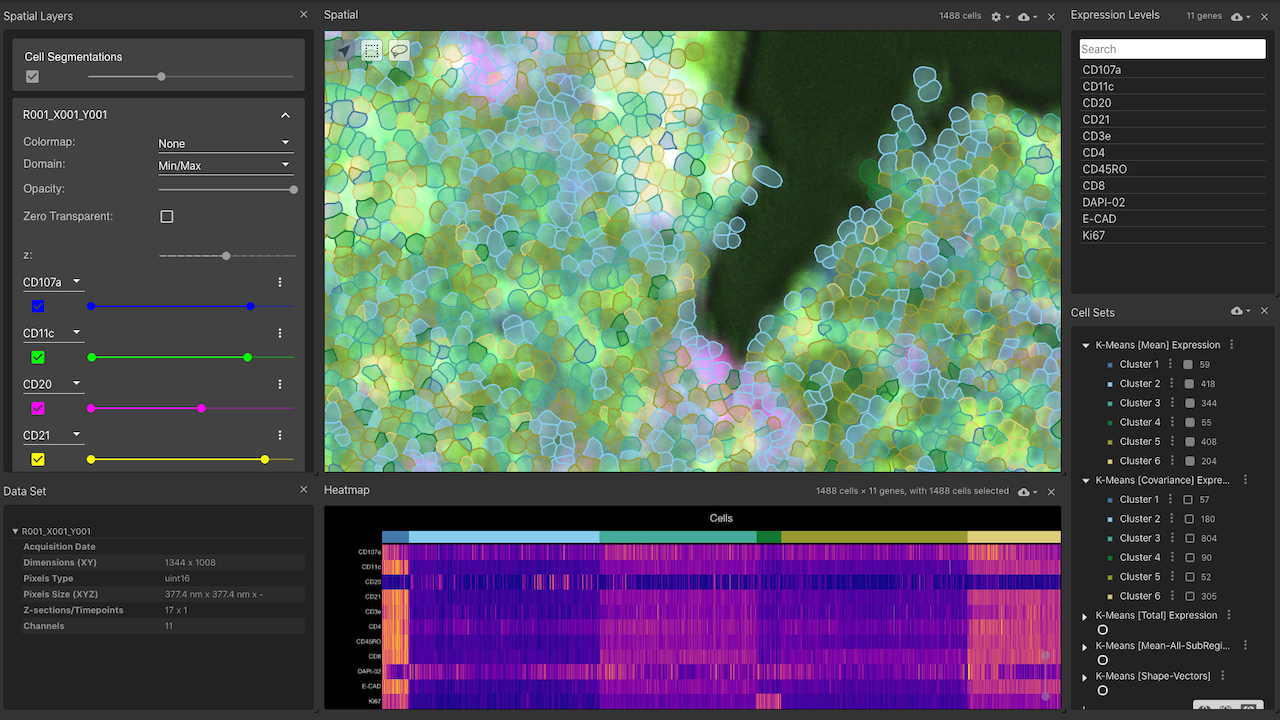 Spatial Layers
Cell Segmentations
R001_X001_Y001
Colormap: None
Domain: Min/Max
Opacity:
Zero Transparent:
z:
CD107a
CD11c
CD20
CD21
Data Set
R001_X001_Y001
Acquisition Date
Dimensions (XY) 1344 x 1008
Pixels Type uint16
Pixels Size (XYZ) 377.4 nm x 377.4 nm x -
Z-sections/Timepoints 17 x 1
Channels 11
Spatial 1488 cells
Heatmap 1488 cells × 11 genes, with 1488 cells selected
Cells
CD107a
CD11c
CD20
CD21
CD3e
CD4
CD45RO
CD8
DAPI-02
E-CAD
Ki67
Expression Levels 11 genes
Search
CD107a
CD11c
CD20
CD21
CD3e
CD4
CD45RO
CD8
DAPI-02
E-CAD
Ki67
Cell Sets
K-Means [Mean] Expression
Cluster 1 59
Cluster 2 418
Cluster 3 344
Cluster 4 55
Cluster 5 408
Cluster 6 204
K-Means [Covariance] Expre...
Cluster 1 57
Cluster 2 180
Cluster 3 804
Cluster 4 90
Cluster 5 52
Cluster 6 305
K-Means [Total] Expression
K-Means [Mean-All-SubRegi...
K-Means [Shape-Vectors]